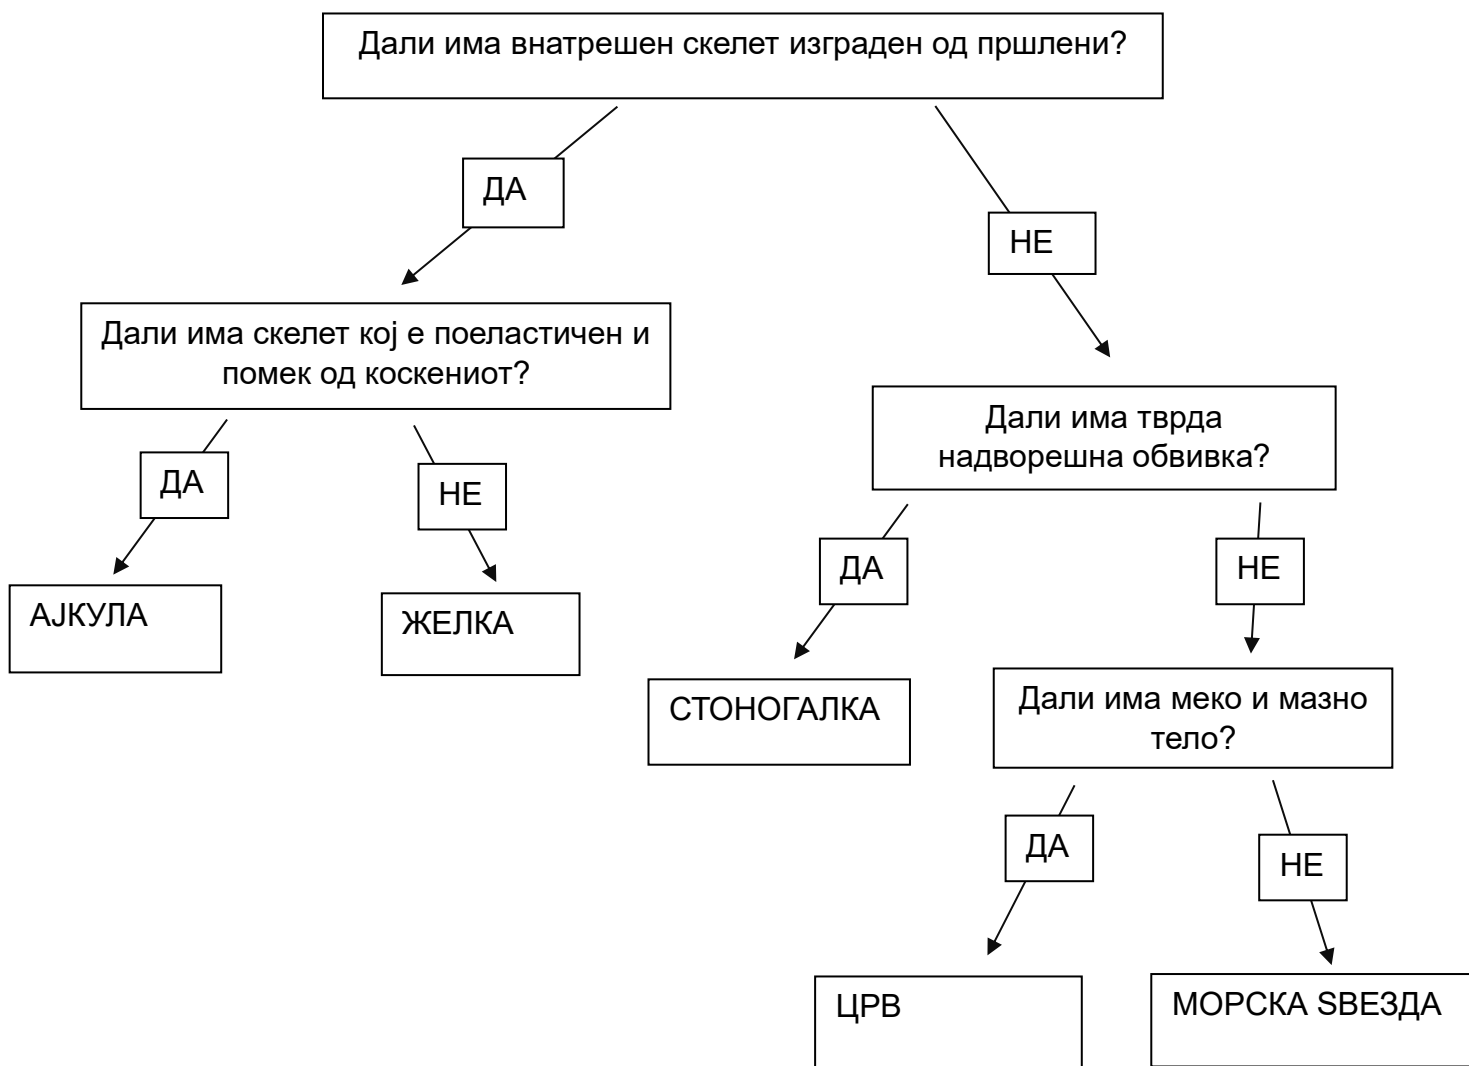 Дали има внатрешен скелет изграден од пршлени?
ДА
НЕ
Дали има скелет кој е поеластичен и
помек од коскениот?
Дали има тврда
надворешна обвивка?
ДА
НЕ
ДА
НЕ
АЈКУЛА
ЖЕЛКА
СТОНОГАЛКА
Дали има меко и мазно
тело?
ДА
НЕ
ЦРВ
МОРСКА ЅВЕЗДА